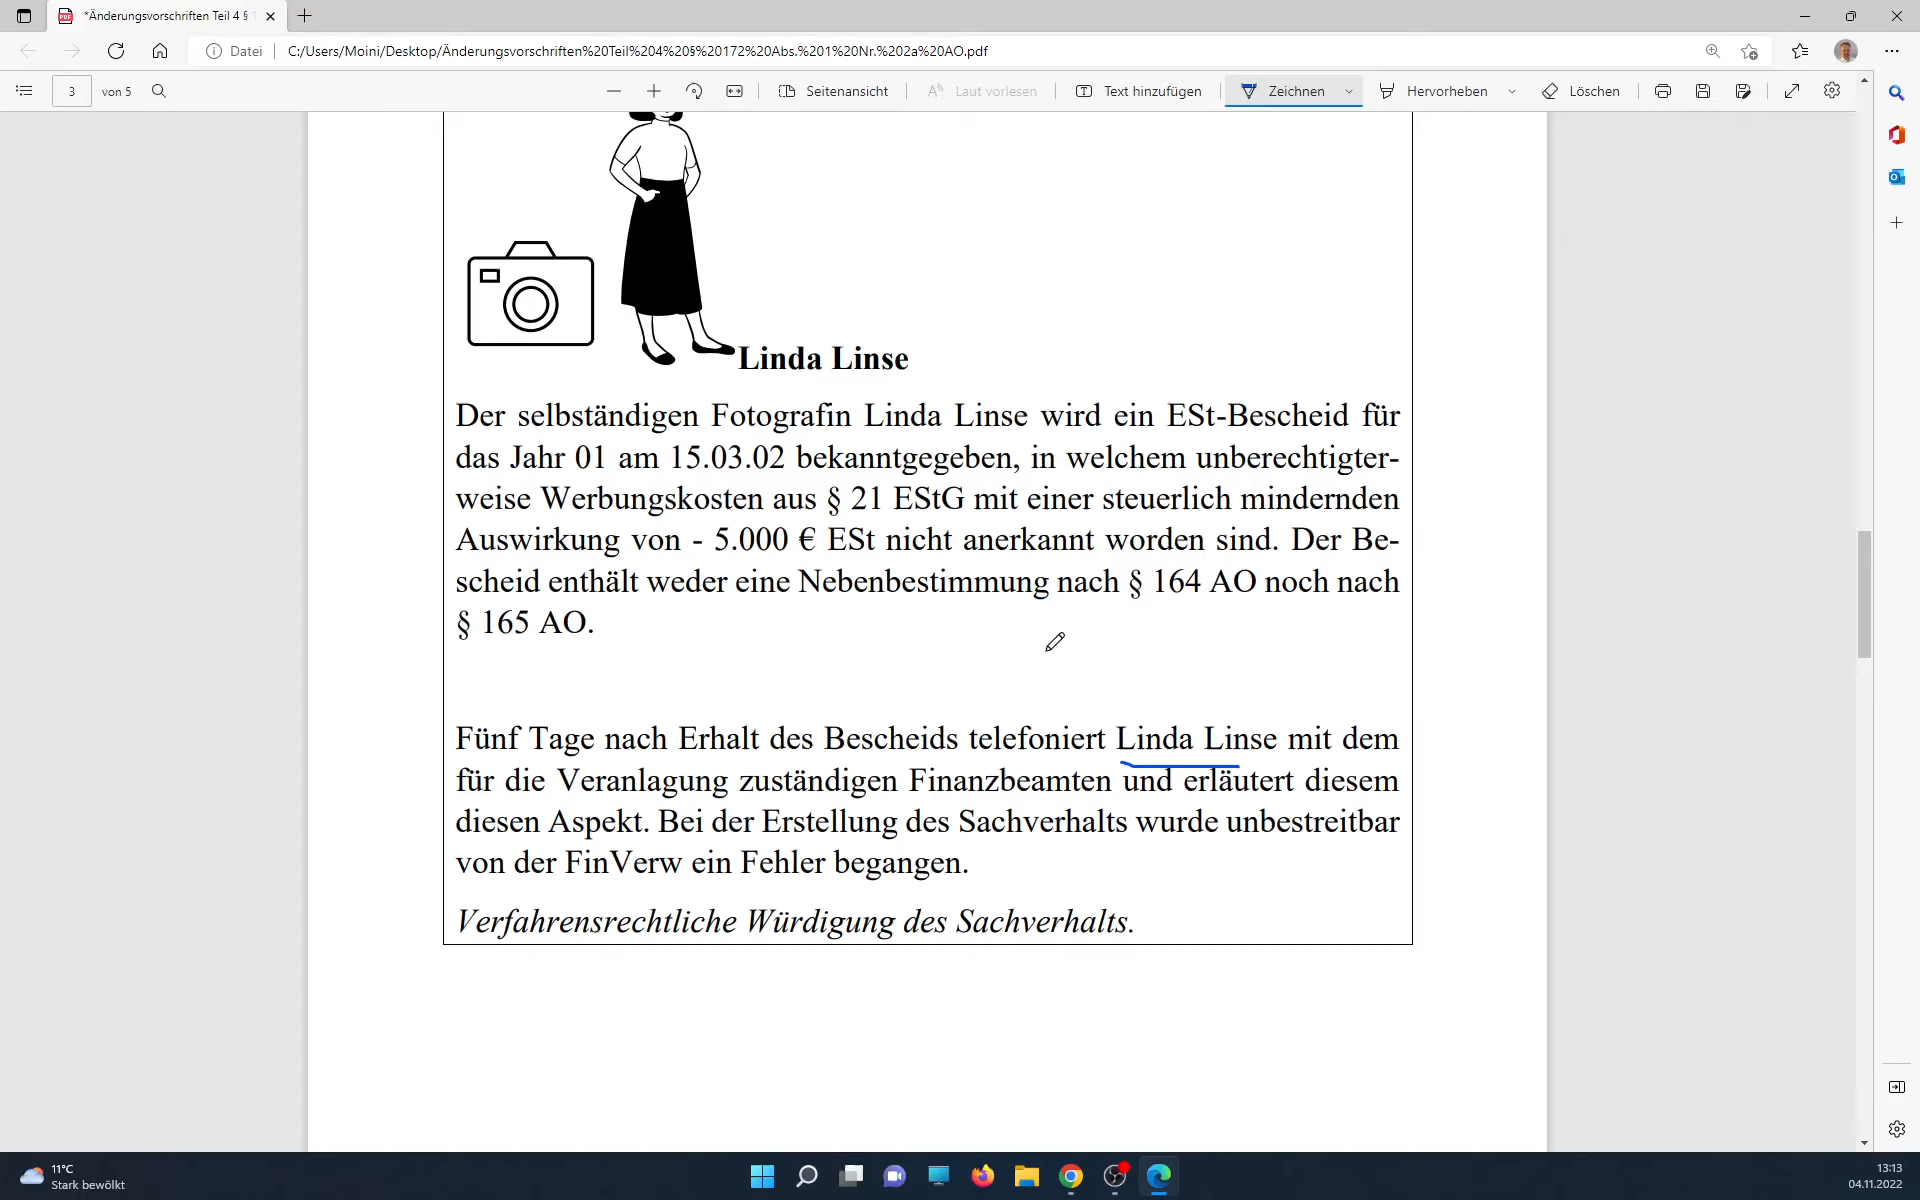 *Änderungsvorschriften Teil 4 §
Datei
C:/Users/Moini/Desktop/Änderungsvorschriften%20Teil%204%20§%20172%20Abs.%201%20Nr.%202a%20AO.pdf
3
von 5
Seitenansicht
Laut vorlesen
Text hinzufügen
Zeichnen
Hervorheben
Löschen
Linda Linse
Der selbständigen Fotografin Linda Linse wird ein ESt-Bescheid für
das Jahr 01 am 15.03.02 bekanntgegeben, in welchem unberechtigter-
weise Werbungskosten aus § 21 EStG mit einer steuerlich mindernden
Auswirkung von - 5.000 € ESt nicht anerkannt worden sind. Der Be-
scheid enthält weder eine Nebenbestimmung nach § 164 AO noch nach
§ 165 AO.
Fünf Tage nach Erhalt des Bescheids telefoniert Linda Linse mit dem
für die Veranlagung zuständigen Finanzbeamten und erläutert diesem
diesen Aspekt. Bei der Erstellung des Sachverhalts wurde unbestreitbar
von der FinVerw ein Fehler begangen.
Verfahrensrechtliche Würdigung des Sachverhalts.
11°C
Stark bewölkt
13:13
04.11.2022